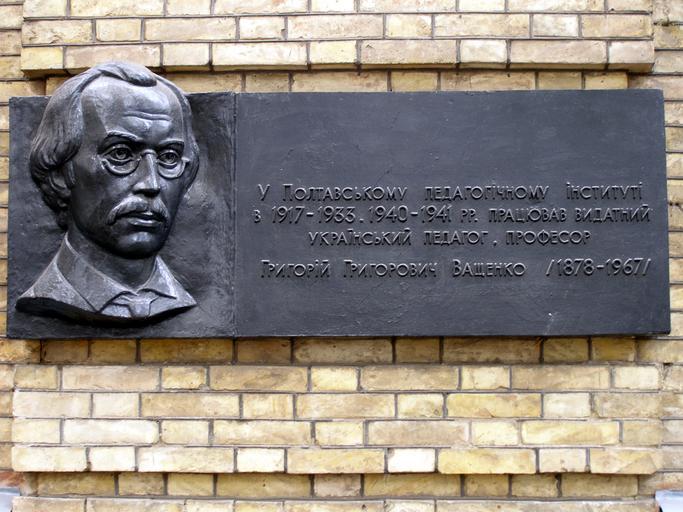 У Полтавському педагогічному інституті
в 1917-1933, 1940-1941 рр. працював видатний
український педагог, професор
Григорій Григорович Ващенко /1878-1967/